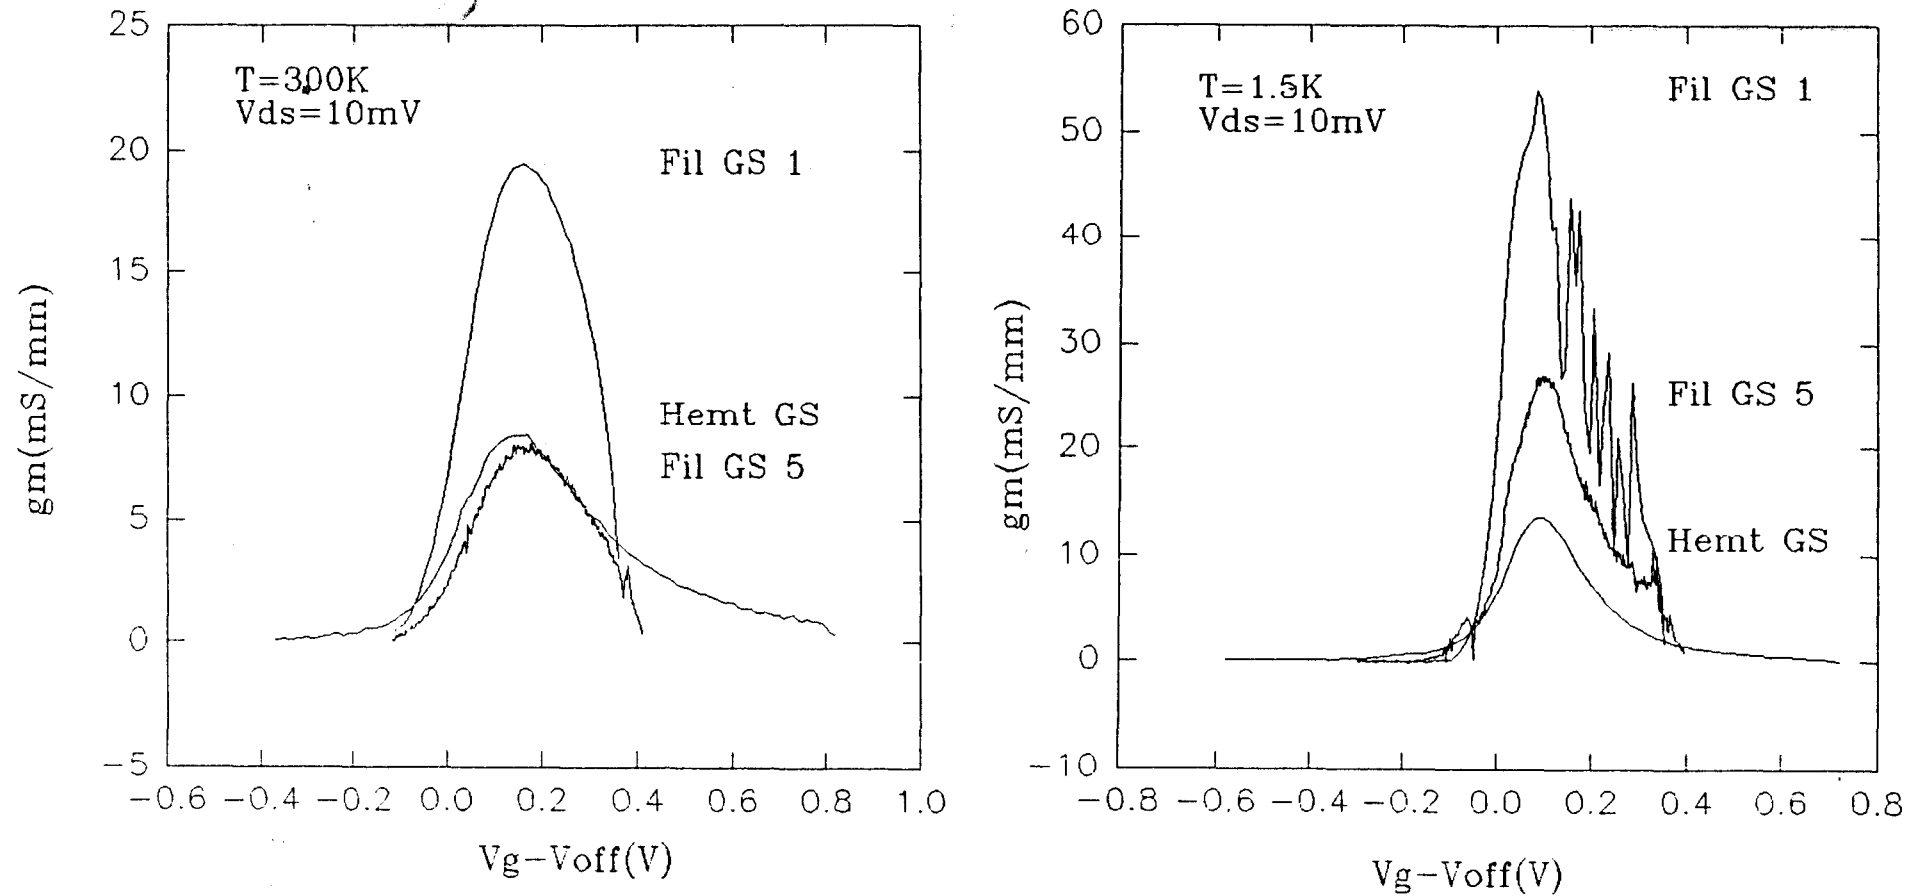 25
20
15
10
5
0
−5
gm(mS/mm)
T=300K
Vds=10mV
Fil GS 1
Hemt GS
Fil GS 5
−0.6 −0.4 −0.2 0.0 0.2 0.4 0.6 0.8 1.0
Vg−Voff(V)
60
50
40
30
20
10
0
−10
gm(mS/mm)
T=1.5K
Vds=10mV
Fil GS 1
Fil GS 5
Hemt GS
−0.8 −0.6 −0.4 −0.2 0.0 0.2 0.4 0.6 0.8
Vg−Voff(V)